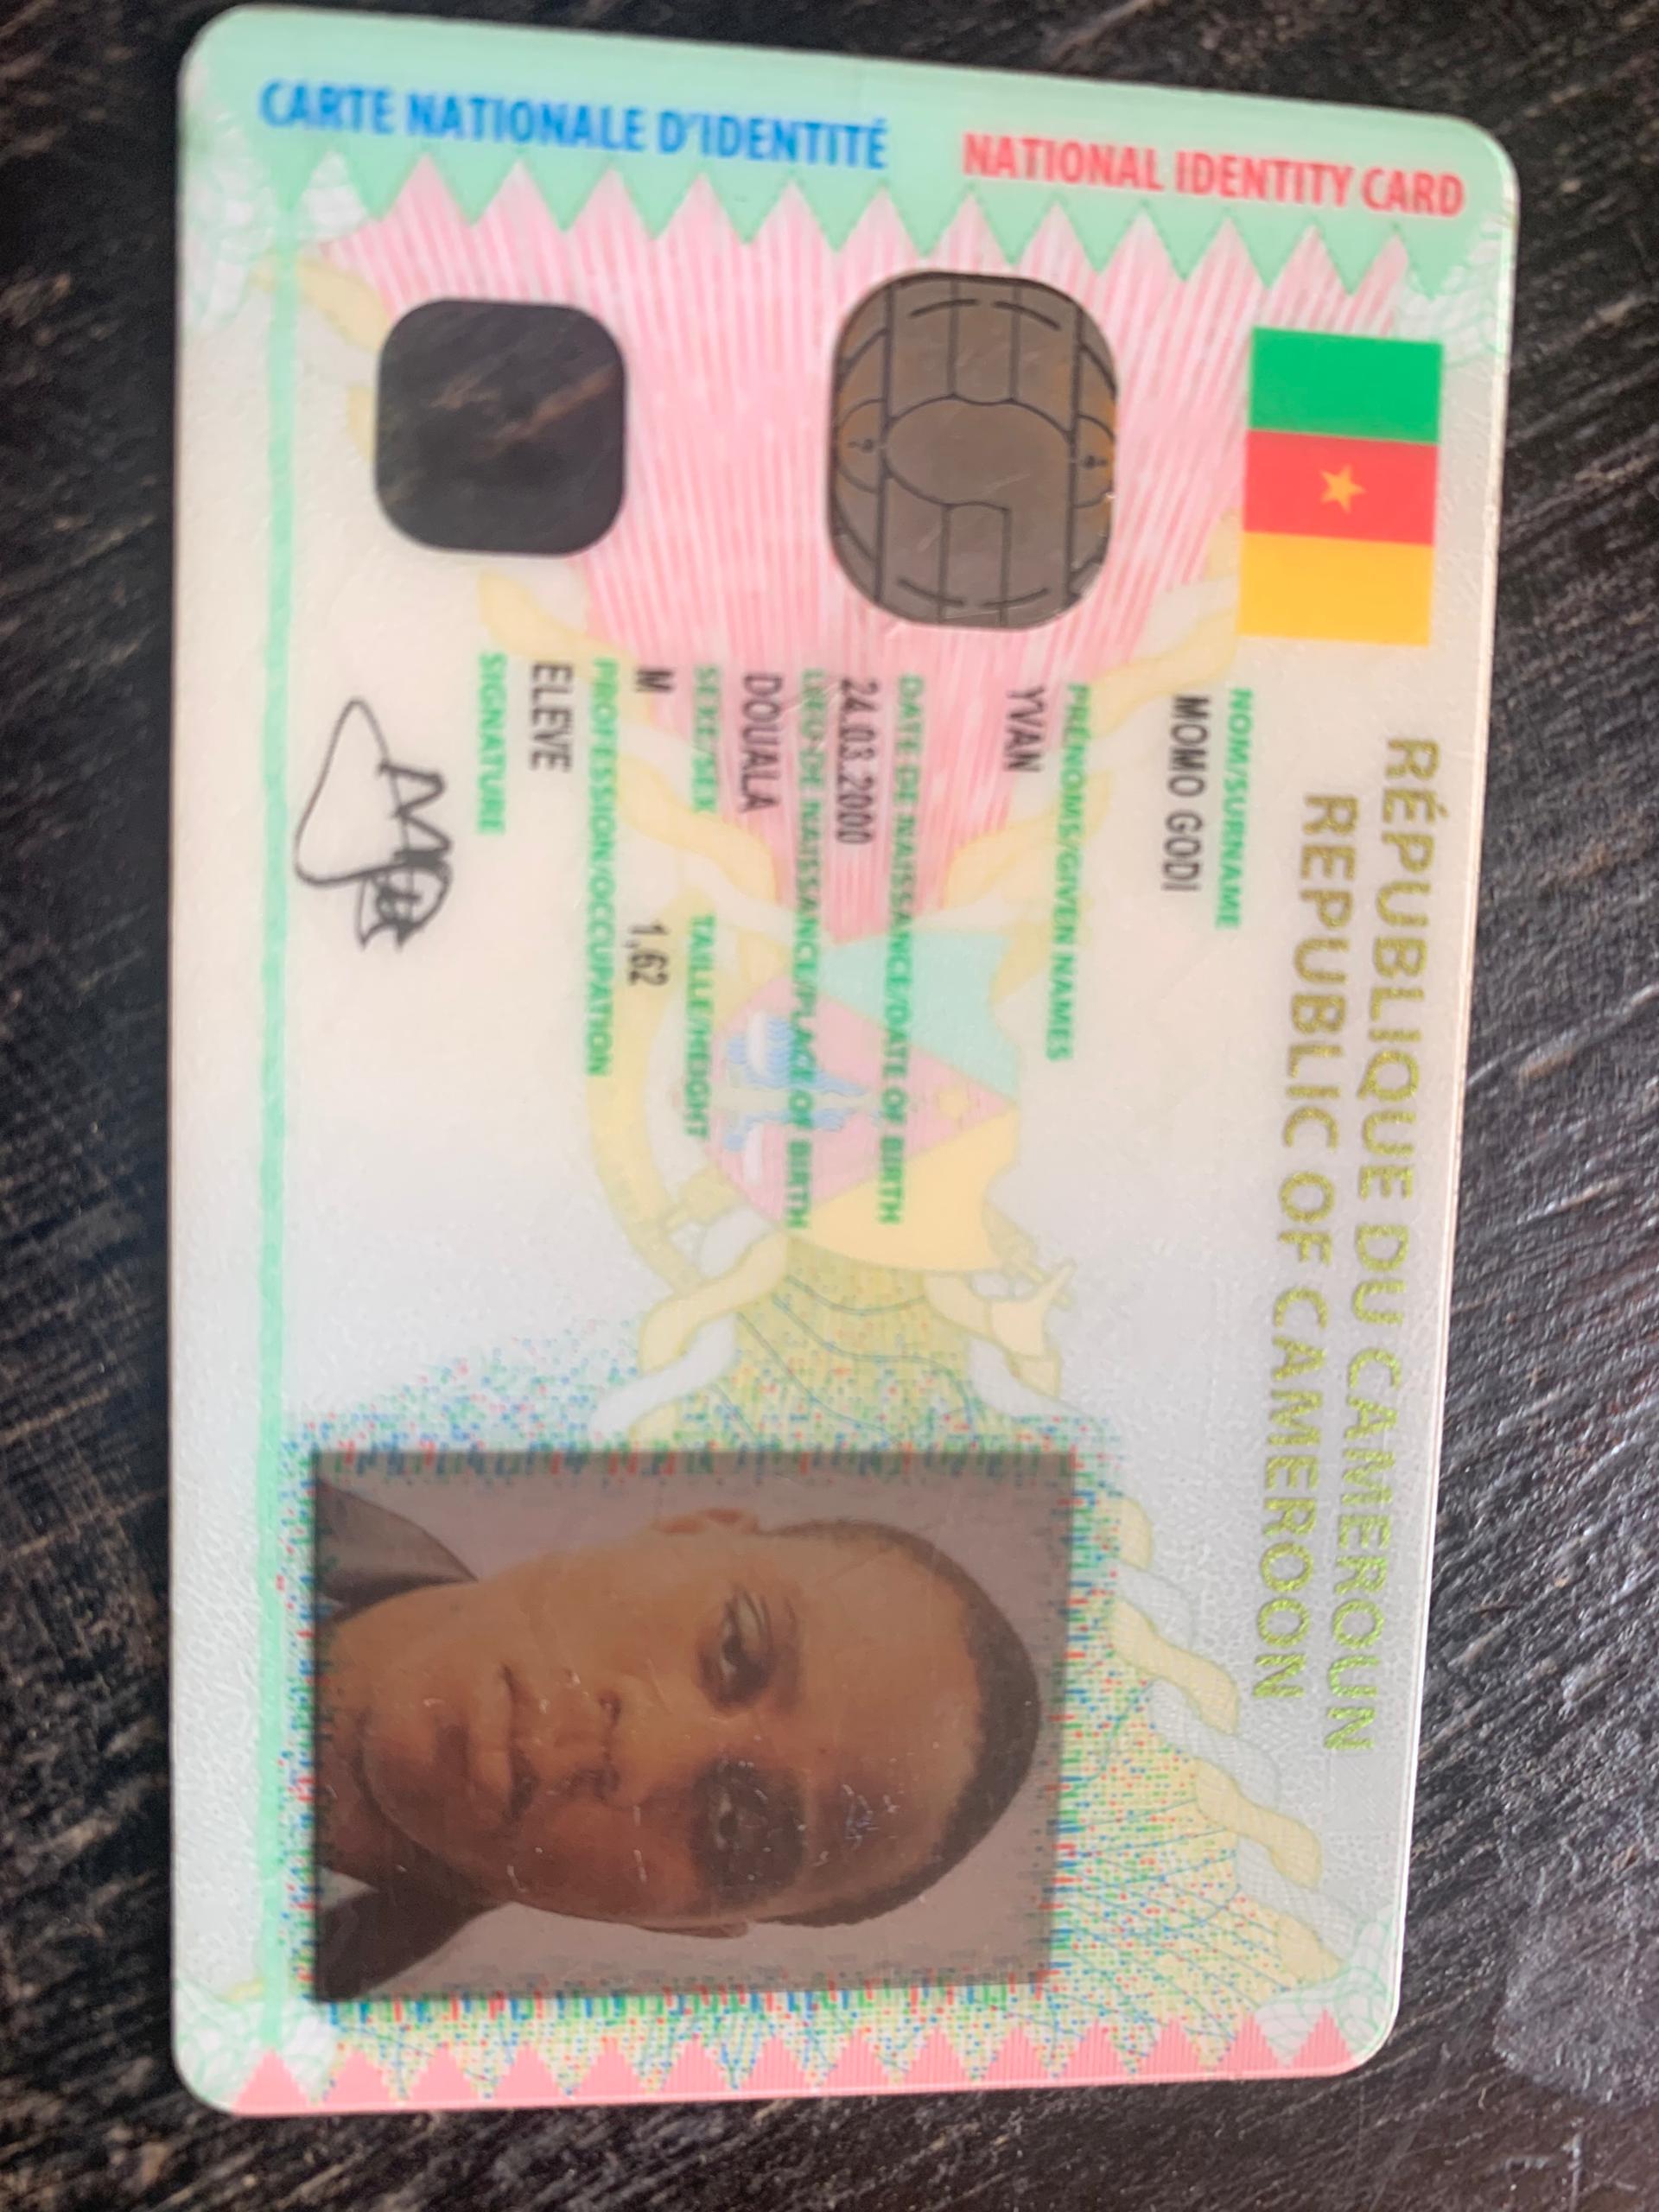 RÉPUBLIQUE DU CAMEROUN
REPUBLIC OF CAMEROON
NOM/SURNAME
MOMO GODI
PRÉNOMS/GIVEN NAMES
YVAN
DATE DE NAISSANCE/DATE OF BIRTH
24.03.2000
LIEU DE NAISSANCE/PLACE OF BIRTH
DOUALA
SEXE/SEX TAILLE/HEIGHT
M 1,62
PROFESSION/OCCUPATION
ELEVE
SIGNATURE
CARTE NATIONALE D'IDENTITÉ NATIONAL IDENTITY CARD